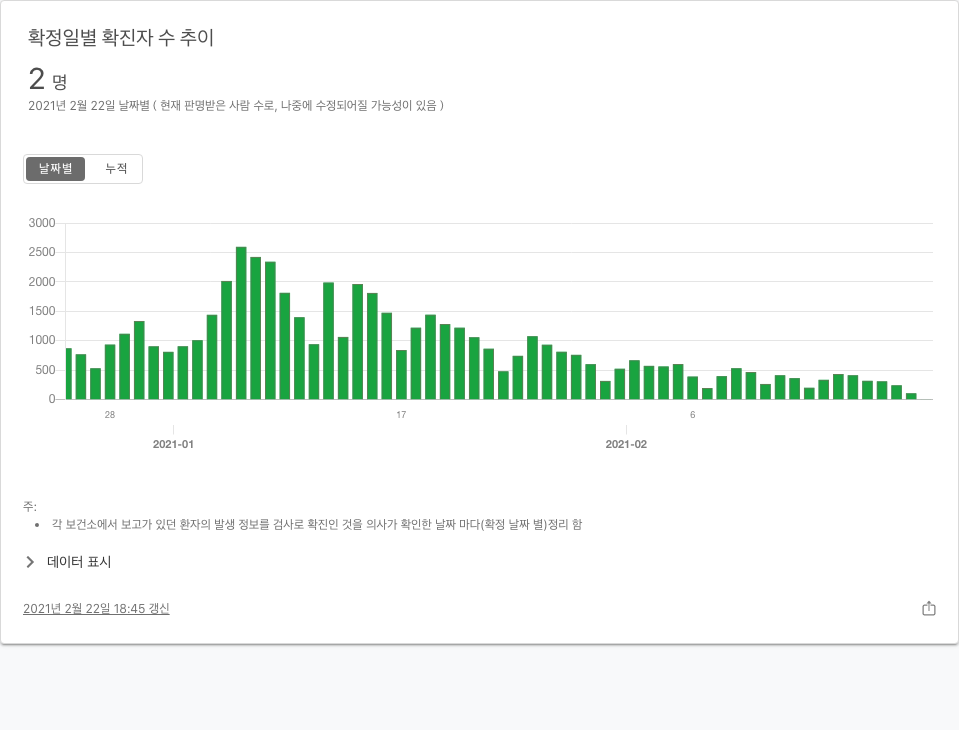 확정일별 확진자 수 추이
2 명
2021년 2월 22일 날짜별 ( 현재 판명받은 사람 수로, 나중에 수정되어질 가능성이 있음 )
날짜별 누적
3000
2500
2000
1500
1000
500
0
28 17 6
2021-01 2021-02
주:
• 각 보건소에서 보고가 있던 환자의 발생 정보를 검사로 확진인 것을 의사가 확인한 날짜 마다(확정 날짜 별)정리 함
데이터 표시
2021년 2월 22일 18:45 갱신